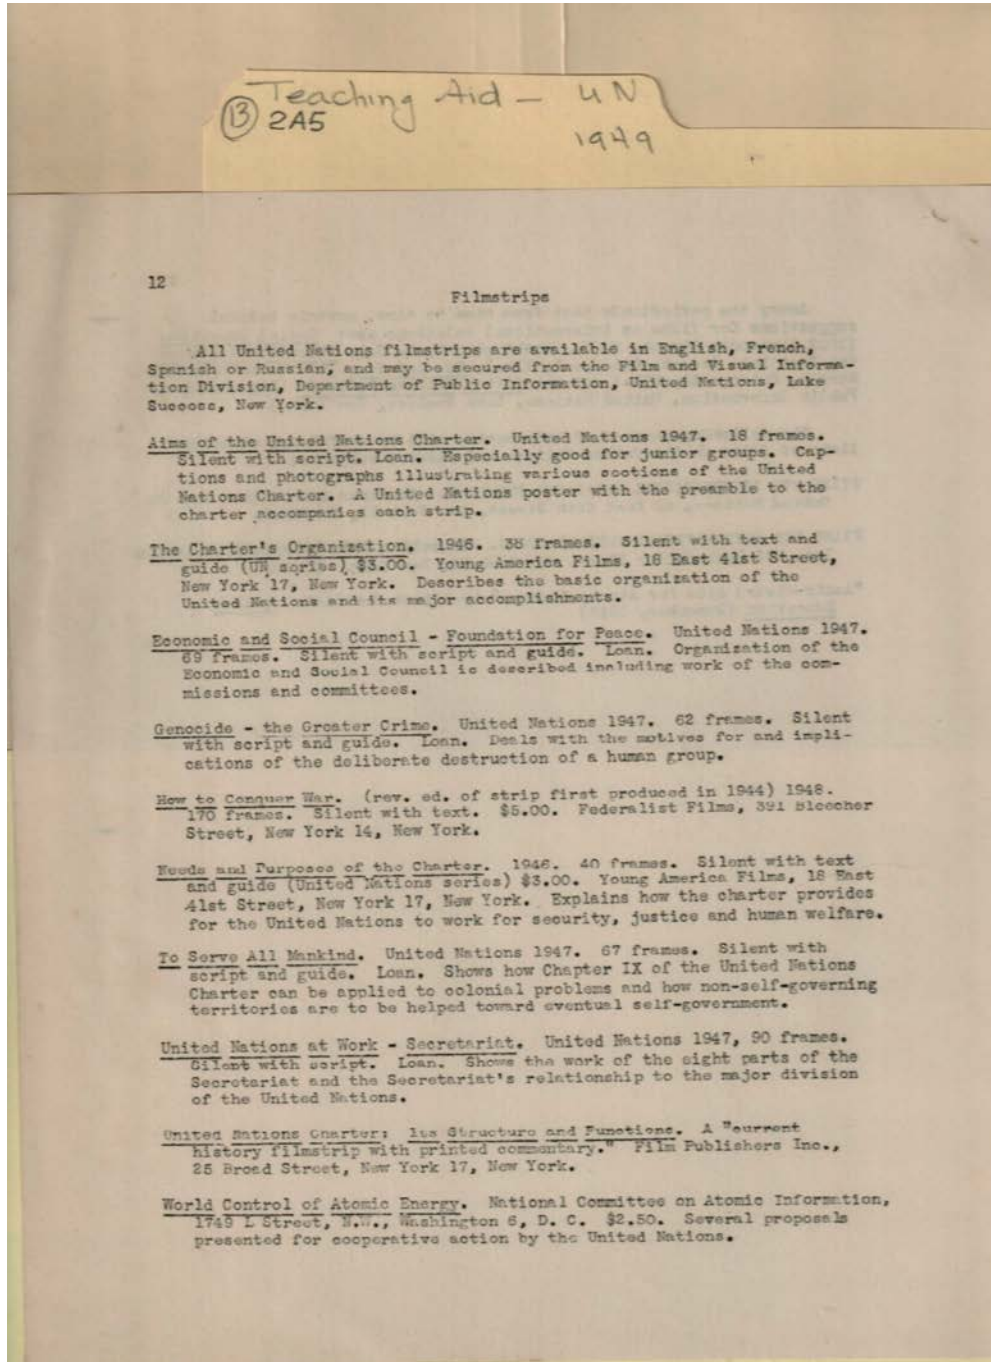 Teaching Aid - UN
13 2A5
1949
12
Filmstrips
All United Nations filmstrips are available in English, French,
Spanish or Russian, and may be secured from the Film and Visual Informa-
tion Division, Department of Public Information, United Nations, Lake
Success, New York.
Aims of the United Nations Charter. United Nations 1947. 18 frames.
Silent with script. Loan. Especially good for junior groups. Cap-
tions and photographs illustrating various sections of the United
Nations Charter. A United Nations poster with the preamble to the
charter accompanies each strip.
The Charter's Organization. 1946. 38 frames. Silent with text and
guide (UN series) $3.00. Young America Films, 18 East 41st Street,
New York 17, New York. Describes the basic organization of the
United Nations and its major accomplishments.
Economic and Social Council - Foundation for Peace. United Nations 1947.
69 frames. Silent with script and guide. Loan. Organization of the
Economic and Social Council is described including work of the com-
missions and committees.
Genocide - the Greater Crime. United Nations 1947. 62 frames. Silent
with script and guide. Loan. Deals with the motives for and impli-
cations of the deliberate destruction of a human group.
How to Conquer War. (rev. ed. of strip first produced in 1944) 1948.
170 frames. Silent with text. $5.00. Federalist Films, 391 Bleecher
Street, New York 14, New York.
Needs and Purposes of the Charter. 1946. 40 frames. Silent with text
and guide (United Nations series) $3.00. Young America Films, 18 East
41st Street, New York 17, New York. Explains how the charter provides
for the United Nations to work for security, justice and human welfare.
To Serve All Mankind. United Nations 1947. 67 frames. Silent with
script and guide. Loan. Shows how Chapter IX of the United Nations
Charter can be applied to colonial problems and how non-self-governing
territories are to be helped toward eventual self-government.
United Nations at Work - Secretariat. United Nations 1947, 90 frames.
Silent with script. Loan. Shows the work of the eight parts of the
Secretariat and the Secretariat's relationship to the major division
of the United Nations.
United Nations Charter: Its Structure and Functions. A "current
history filmstrip with printed commentary." Film Publishers Inc.,
25 Broad Street, New York 17, New York.
World Control of Atomic Energy. National Committee on Atomic Information,
1749 L Street, N.W., Washington 6, D. C. $2.50. Several proposals
presented for cooperative action by the United Nations.